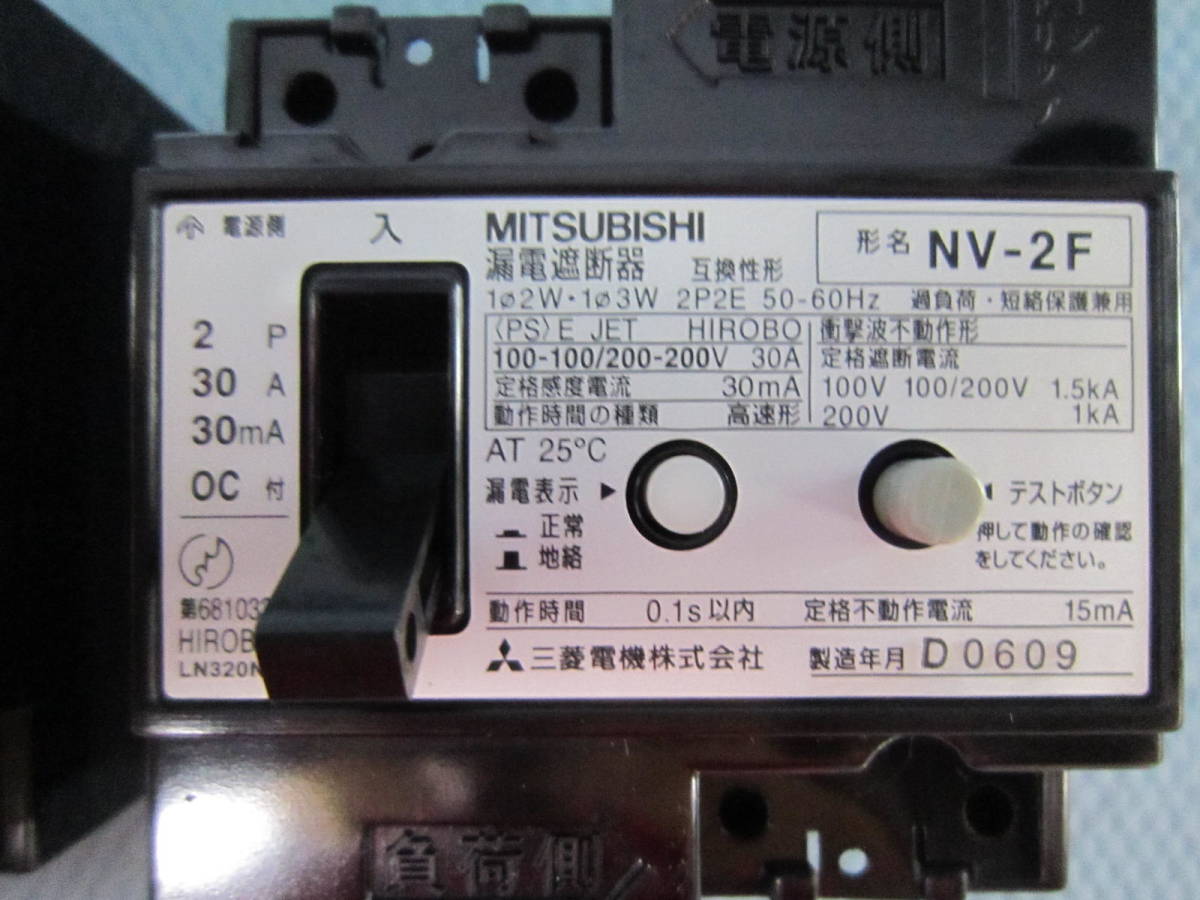 電源側
電源側
入
MITSUBISHI
漏電遮断器 互換性形
形名 NV-2F
1ø2W・1ø3W 2P2E 50-60Hz 過負荷・短絡保護兼用
2 P
30 A
30mA
OC 付
〈PS〉E JET HIROBO
100-100/200-200V 30A
定格感度電流 30mA
動作時間の種類 高速形
衝撃波不動作形
定格遮断電流
100V 100/200V 1.5kA
200V 1kA
AT 25°C
漏電表示 ▶
正常
地絡
◀ テストボタン
押して動作の確認
をしてください。
動作時間 0.1s以内 定格不動作電流 15mA
三菱電機株式会社 製造年月 D0609
負荷側